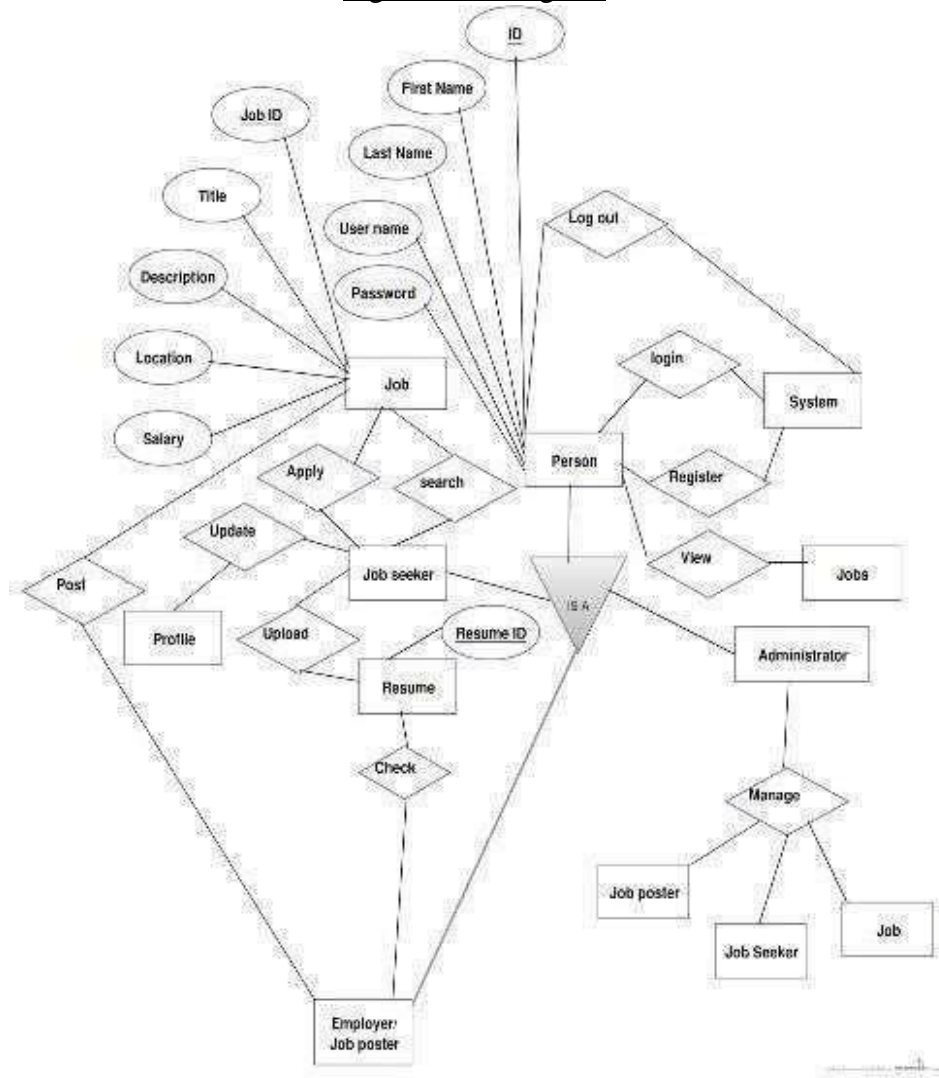 ID
First Name
Job ID
Last Name
Title
Log out
User name
Description
Password
Location
login
Job
System
Salary
Person
Apply
search
Register
Update
View
Job seeker
Jobs
Post
IS A
Profile
Upload
Resume ID
Administrator
Resume
Check
Manage
Job poster
Job
Job Seeker
Employer/
Job poster